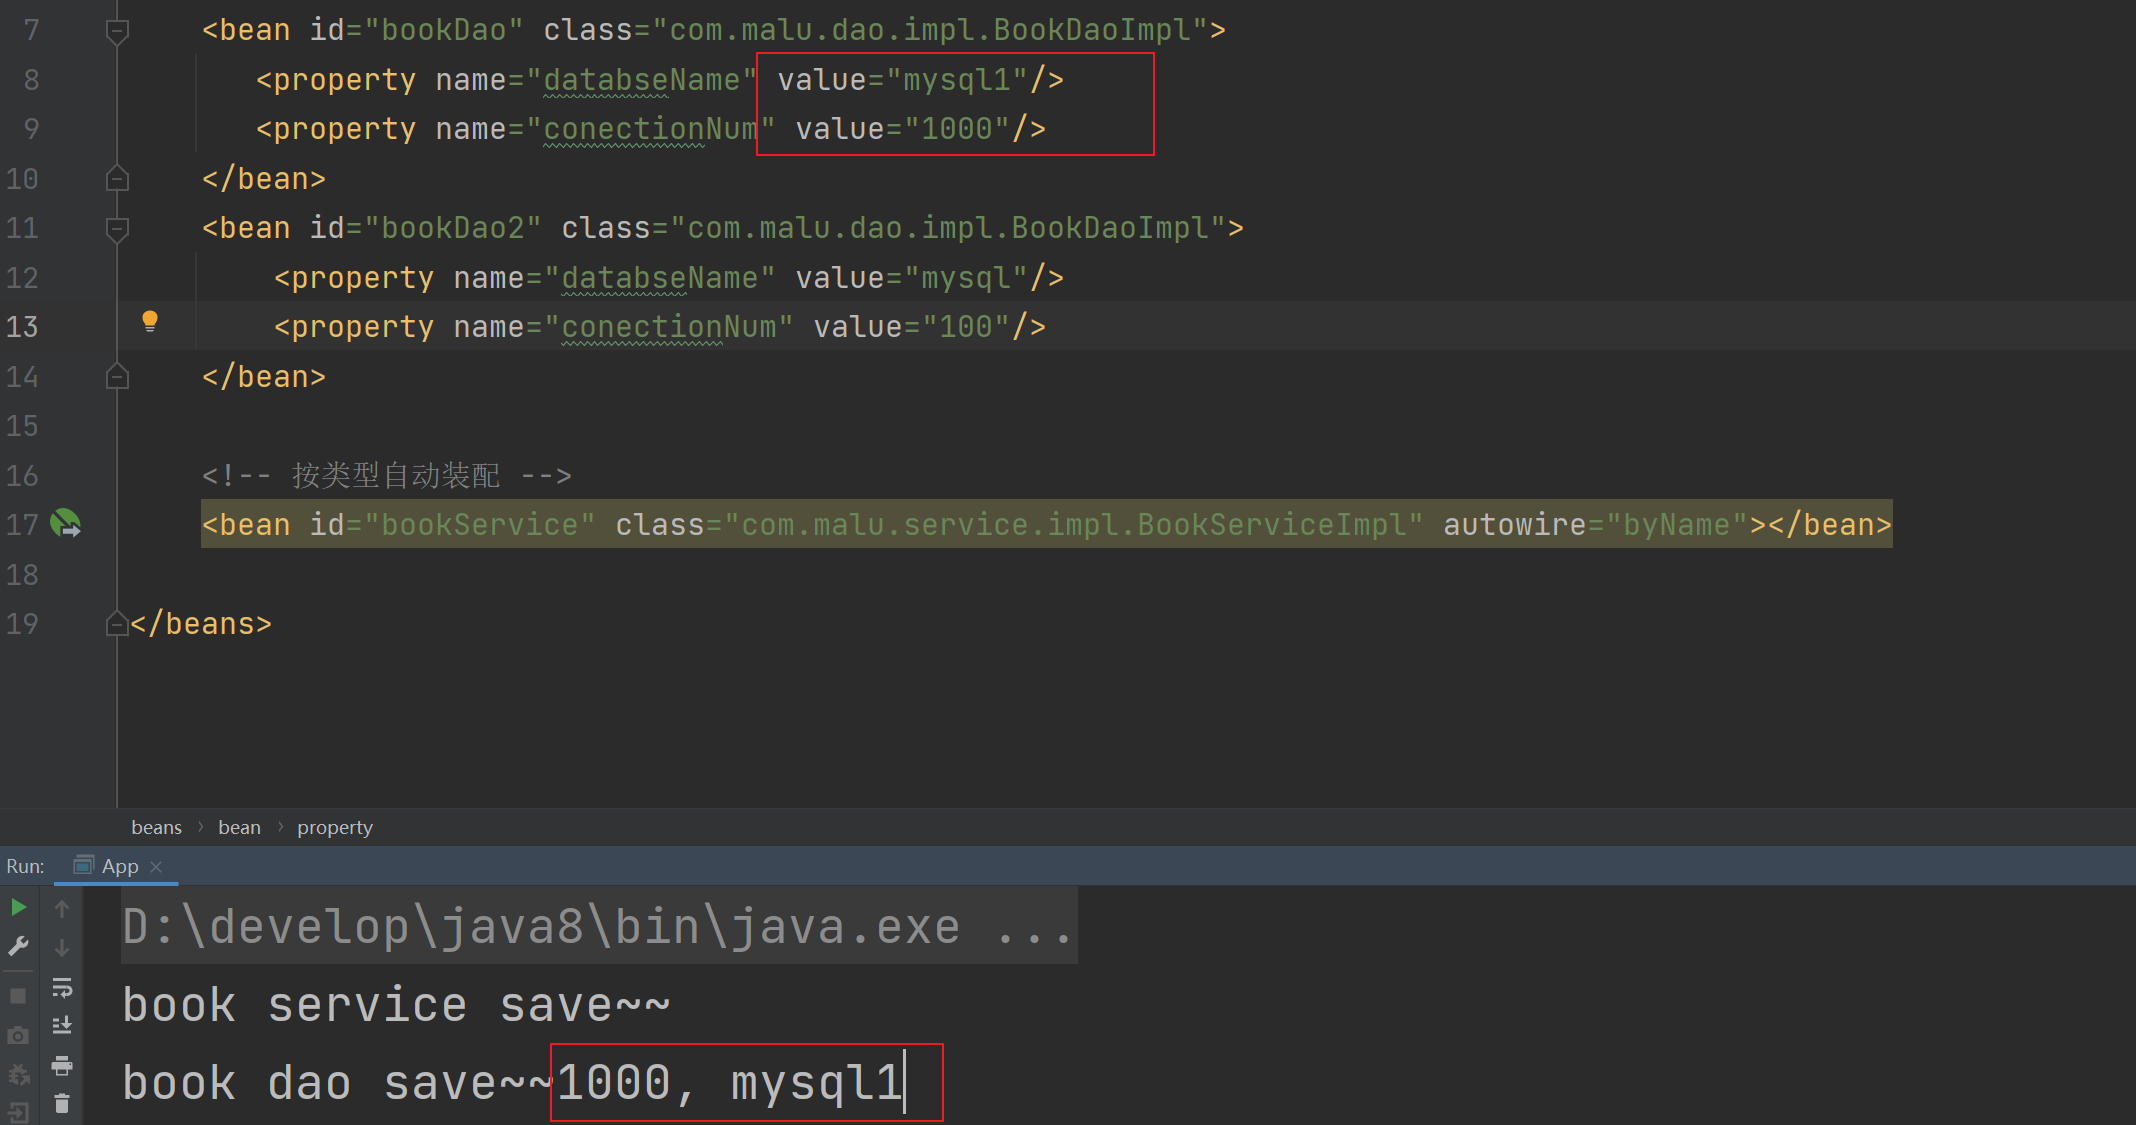 7 <bean id="bookDao" class="com.malu.dao.impl.BookDaoImpl">
8 <property name="databseName" value="mysql1"/>
9 <property name="conectionNum" value="1000"/>
10 </bean>
11 <bean id="bookDao2" class="com.malu.dao.impl.BookDaoImpl">
12 <property name="databseName" value="mysql"/>
13 <property name="conectionNum" value="100"/>
14 </bean>
15
16 <!-- 按类型自动装配 -->
17 <bean id="bookService" class="com.malu.service.impl.BookServiceImpl" autowire="byName"></bean>
18
19 </beans>
beans › bean › property
Run: App ×
D:\develop\java8\bin\java.exe ...
book service save~~
book dao save~~1000, mysql1